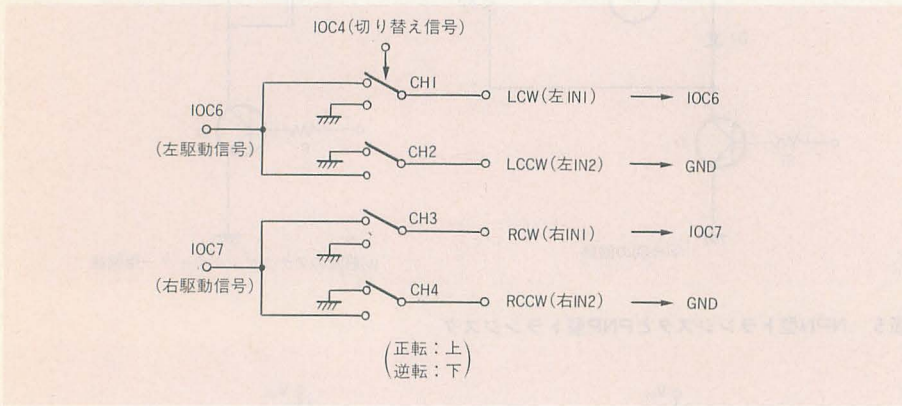 IOC4(切り替え信号)
CH1
LCW(左IN1) → IOC6
IOC6
(左駆動信号)
CH2
LCCW(左IN2) → GND
CH3
RCW(右IN1) → IOC7
IOC7
(右駆動信号)
CH4
RCCW(右IN2) → GND
(正転：上
逆転：下)